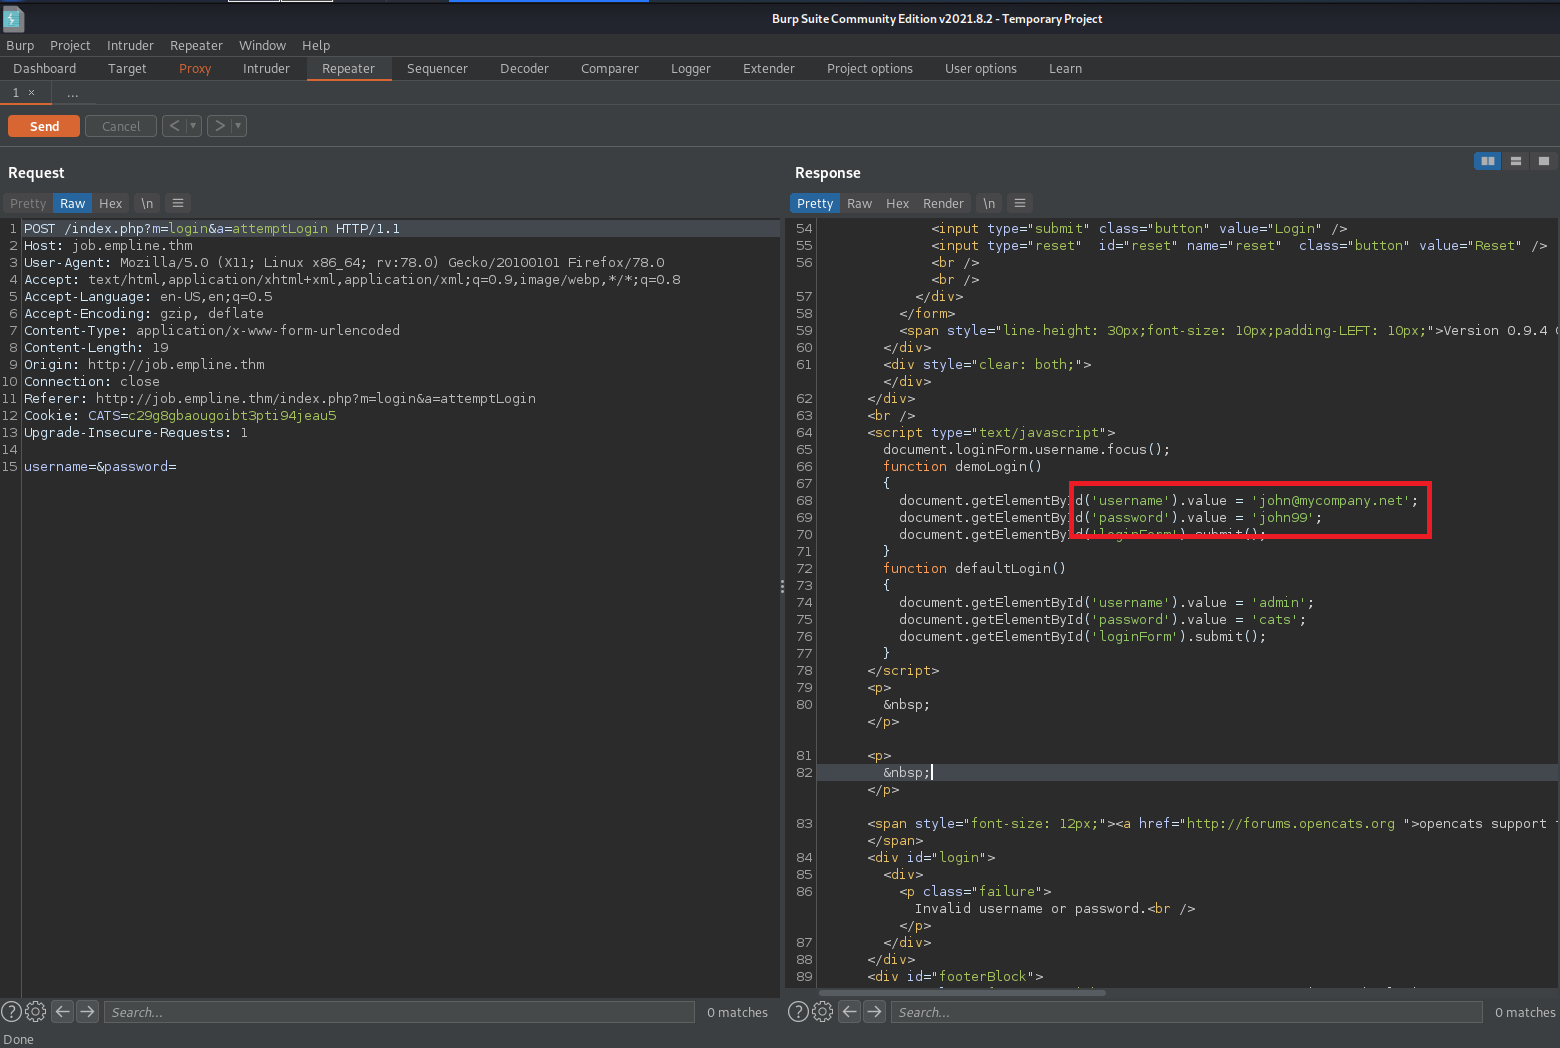 Burp Suite Community Edition v2021.8.2 - Temporary Project
Burp Project Intruder Repeater Window Help
Dashboard Target Proxy Intruder Repeater Sequencer Decoder Comparer Logger Extender Project options User options Learn
1 × ...
Send Cancel < >
Request
Pretty Raw Hex \n
1 POST /index.php?m=login&a=attemptLogin HTTP/1.1
2 Host: job.empline.thm
3 User-Agent: Mozilla/5.0 (X11; Linux x86_64; rv:78.0) Gecko/20100101 Firefox/78.0
4 Accept: text/html,application/xhtml+xml,application/xml;q=0.9,image/webp,*/*;q=0.8
5 Accept-Language: en-US,en;q=0.5
6 Accept-Encoding: gzip, deflate
7 Content-Type: application/x-www-form-urlencoded
8 Content-Length: 19
9 Origin: http://job.empline.thm
10 Connection: close
11 Referer: http://job.empline.thm/index.php?m=login&a=attemptLogin
12 Cookie: CATS=c29g8gbaougoibt3pti94jeau5
13 Upgrade-Insecure-Requests: 1
14
15 username=&password=
Search... 0 matches
Response
Pretty Raw Hex Render \n
54 <input type="submit" class="button" value="Login" />
55 <input type="reset"  id="reset" name="reset"  class="button" value="Reset" />
56 <br />
<br />
57 </div>
58 </form>
59 <span style="line-height: 30px;font-size: 10px;padding-LEFT: 10px;">Version 0.9.4
60 </div>
61 <div style="clear: both;">
</div>
62 </div>
63 <br />
64 <script type="text/javascript">
65 document.loginForm.username.focus();
66 function demoLogin()
67 {
68 document.getElementById('username').value = 'john@mycompany.net';
69 document.getElementById('password').value = 'john99';
70 document.getElementById('loginForm').submit();
71 }
72 function defaultLogin()
73 {
74 document.getElementById('username').value = 'admin';
75 document.getElementById('password').value = 'cats';
76 document.getElementById('loginForm').submit();
77 }
78 </script>
79 <p>
80 &nbsp;
</p>
81 <p>
82 &nbsp;
</p>
83 <span style="font-size: 12px;"><a href="http://forums.opencats.org ">opencats support
</span>
84 <div id="login">
85 <div>
86 <p class="failure">
Invalid username or password.<br />
</p>
87 </div>
88 </div>
89 <div id="footerBlock">
Search... 0 matches
Done